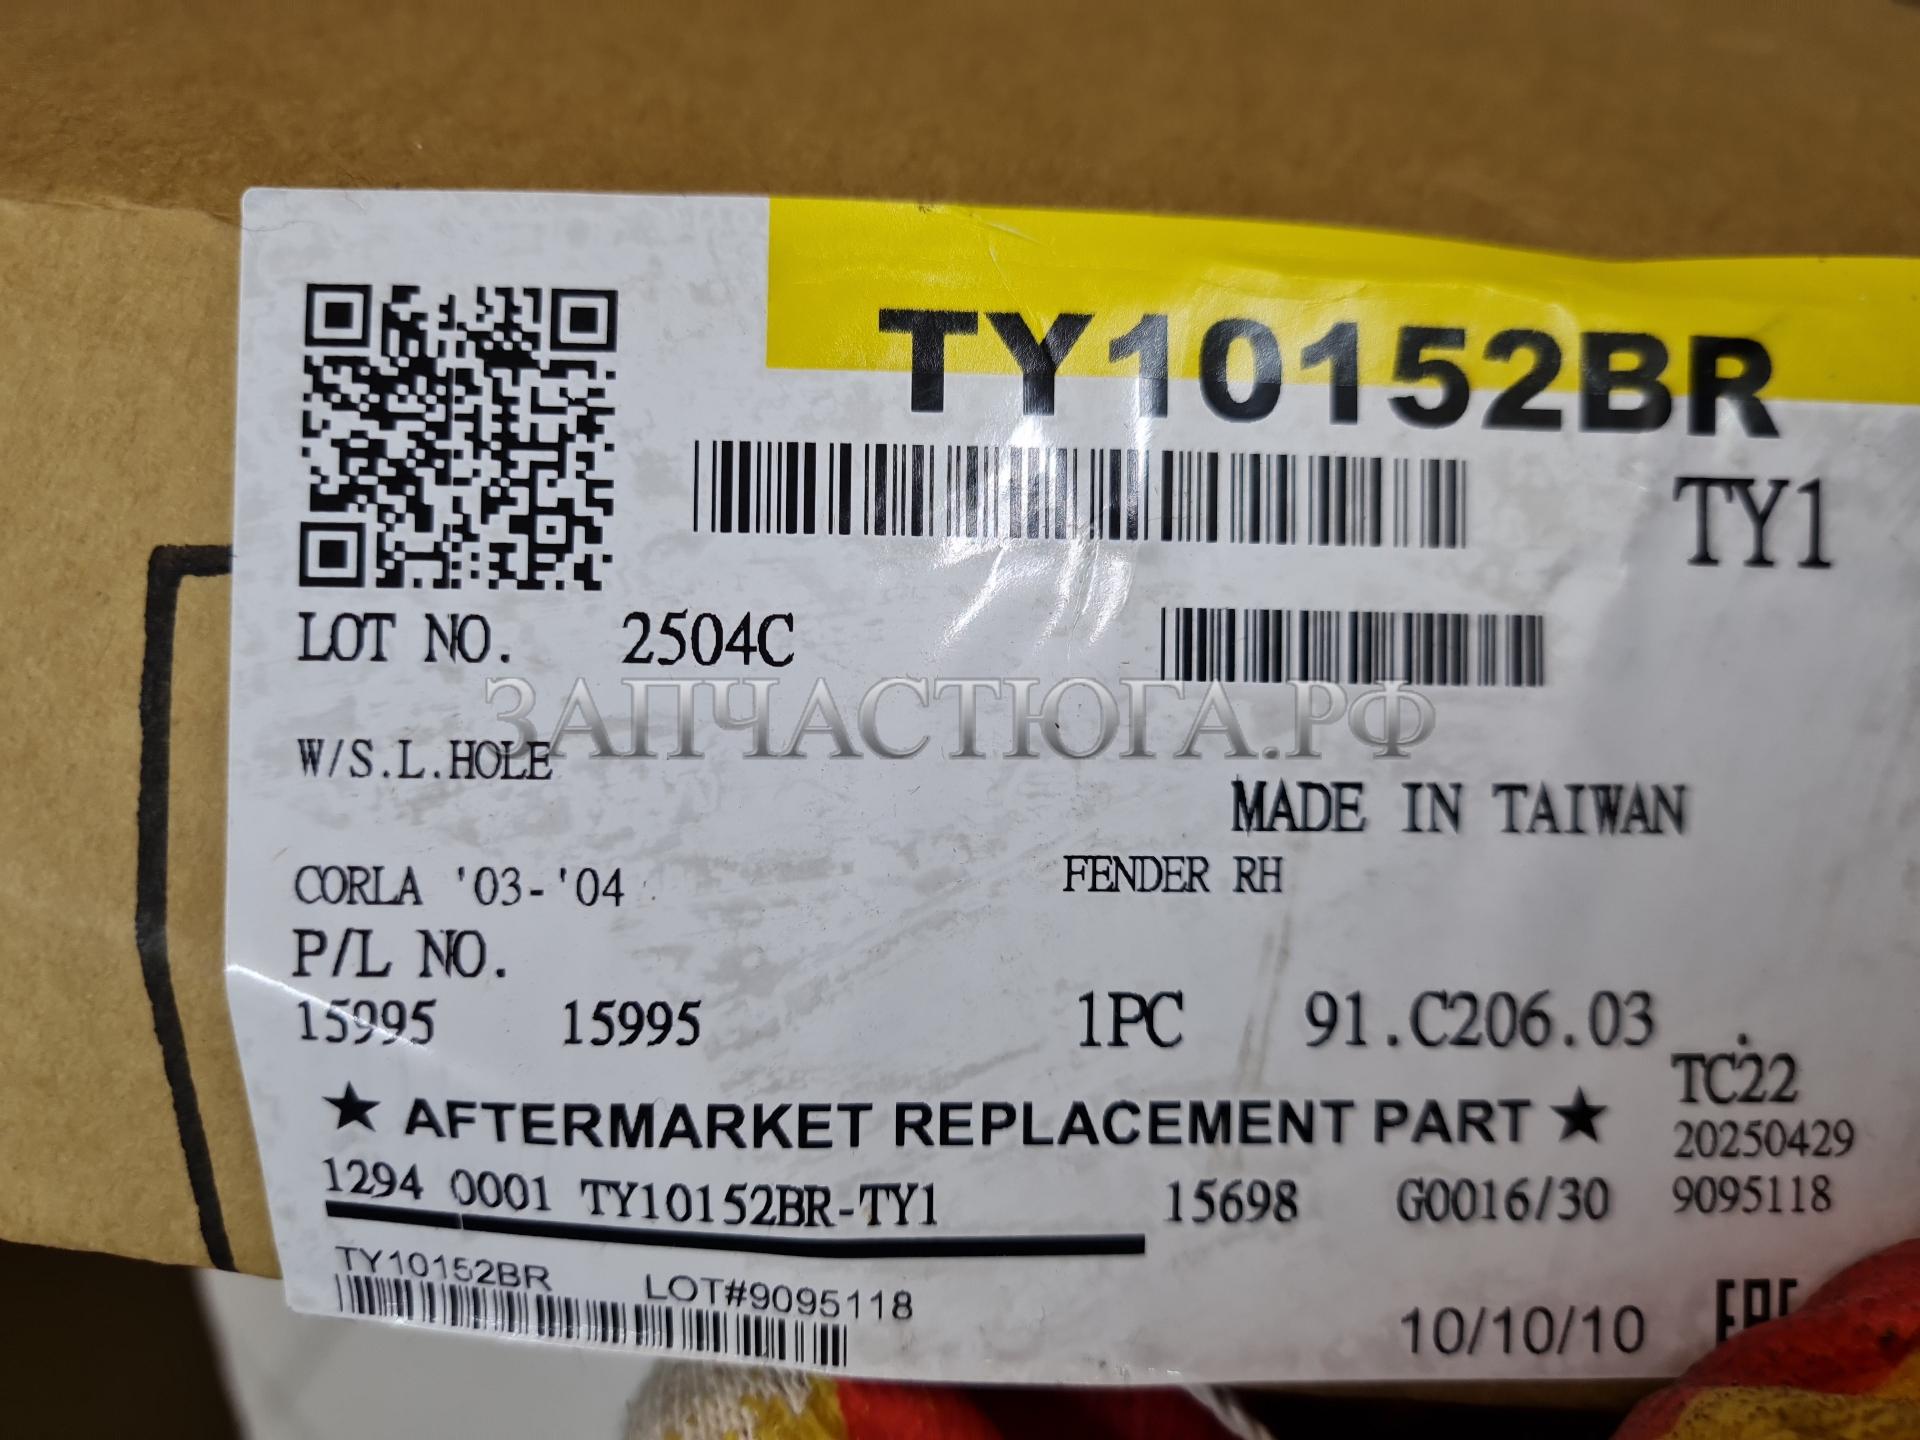 TY10152BR
TY1
LOT NO. 2504C
ЗАПЧАСТЮГА.РФ
W/S.L.HOLE
MADE IN TAIWAN
CORLA '03-'04 FENDER RH
P/L NO.
15995 15995 1PC 91.C206.03
TC22
★ AFTERMARKET REPLACEMENT PART ★
20250429
1294 0001 TY10152BR-TY1 15698 G0016/30 9095118
TY10152BR LOT#9095118
10/10/10 EAC